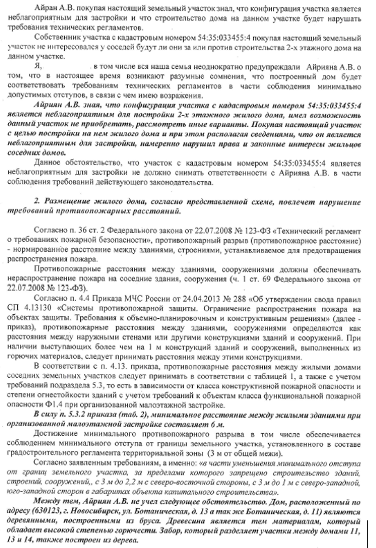 Айриян А.В. покупая настоящий земельный участок знал, что конфигурация участка является
неблагоприятным для застройки и что строительство дома на данном участке будет нарушать
требования технических регламентов.
Собственник участка с кадастровым номером 54:35:033455:4 покупая настоящий земельный
участок не интересовался у соседей будут ли они за или против строительства 2-х этажного дома на
данном участке.
Я, в том числе вся наша семья неоднократно предупреждали Айрияна А.В. о
том, что в настоящее время возникают разумные сомнения, что построенный дом будет
соответствовать требованиям технических регламентов в части соблюдения минимально
допустимых отступов, в связи с чем имею возражения.
Айриян А.В. зная, что конфигурация участка с кадастровым номером 54:35:033455:4
является неблагоприятным для постройки 2-х этажного жилого дома, имел возможность
данный участок не приобретать, рассмотреть иные варианты. Покупая настоящий участок
с целью постройки на нем жилого дома и при этом располагая сведениями, что он является
неблагоприятным для застройки, намеренно нарушил права и законные интересы жильцов
соседних домов.
Данное обстоятельство, что участок с кадастровым номером 54:35:033455:4 является
неблагоприятным для застройки не должно снимать ответственности с Айрияна А.В. в части
соблюдения требований действующего законодательства.
2. Размещение жилого дома, согласно представленной схеме, повлечет нарушение
требований противопожарных расстояний.
Согласно п. 36 ст. 2 Федерального закона от 22.07.2008 № 123-ФЗ «Технический регламент
о требованиях пожарной безопасности», противопожарный разрыв (противопожарное расстояние)
- нормированное расстояние между зданиями, строениями, устанавливаемое для предотвращения
распространения пожара.
Противопожарные расстояния между зданиями, сооружениями должны обеспечивать
нераспространение пожара на соседние здания, сооружения (ч. 1 ст. 69 Федерального закона от
22.07.2008 № 123-ФЗ).
Согласно п. 4.4 Приказа МЧС России от 24.04.2013 № 288 «Об утверждении свода правил
СП 4.13130 «Системы противопожарной защиты. Ограничение распространения пожара на
объектах защиты. Требования к объемно-планировочным и конструктивным решениям» (далее -
приказ), противопожарные расстояния между зданиями, сооружениями определяются как
расстояния между наружными стенами или другими конструкциями зданий и сооружений. При
наличии выступающих более чем на 1 м конструкций зданий и сооружений, выполненных из
горючих материалов, следует принимать расстояния между этими конструкциями.
В соответствии с п. 4.13. приказа, противопожарные расстояния между жилыми домами
соседних земельных участков следует принимать в соответствии с таблицей 1, а также с учетом
требований подраздела 5.3, то есть в зависимости от класса конструктивной пожарной опасности и
степени огнестойкости зданий с учетом требований к объектам класса функциональной пожарной
опасности Ф1.4 при организованной малоэтажной застройке.
В силу п. 5.3.2 приказа (таб. 2), минимальное расстояние между жилыми зданиями при
организованной малоэтажной застройке составляет 6 м.
Достижение минимального противопожарного разрыва в том числе обеспечивается
соблюдением минимального отступа от границы земельного участка, установленного в составе
градостроительного регламента территориальной зоны (3 м от общей межи).
Согласно заявленным требованиям, а именно: «в части уменьшения минимального отступа
от границ земельного участка, за пределами которого запрещено строительство зданий,
строений, сооружений, с 3 м до 2,2 м с северо-восточной стороны, с 3 м до 1 м с северо-западной,
юго-западной сторон в габаритах объекта капитального строительства».
Между тем, Айриян А.В. не учел следующее обстоятельство. Дом, расположенный по
адресу (630123, г. Новосибирск, ул. Ботаническая, д. 13 а так же Ботаническая, д. 11) являются
деревянными, построенными из бруса. Древесина является тем материалом, который
обладает высокой степенью горючести. Забор, который разделяет участки между домами 11,
13 и 14, также построен из дерева.